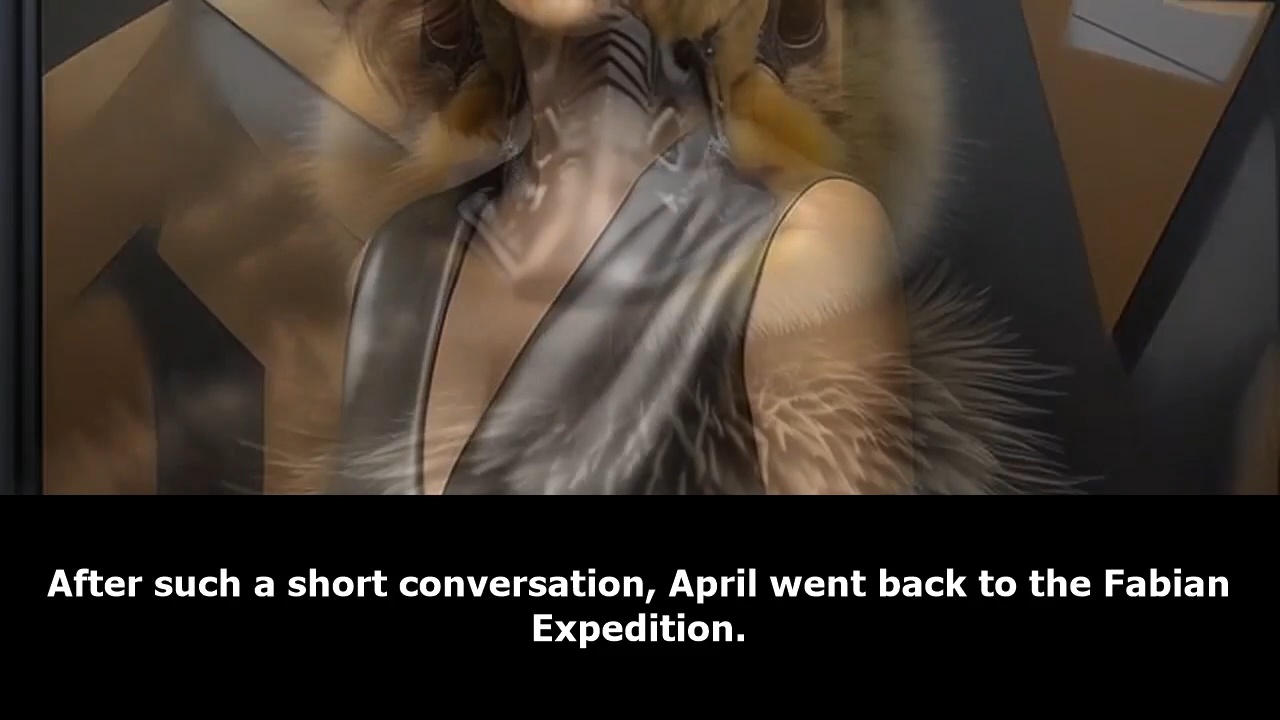 After such a short conversation, April went back to the Fabian
Expedition.